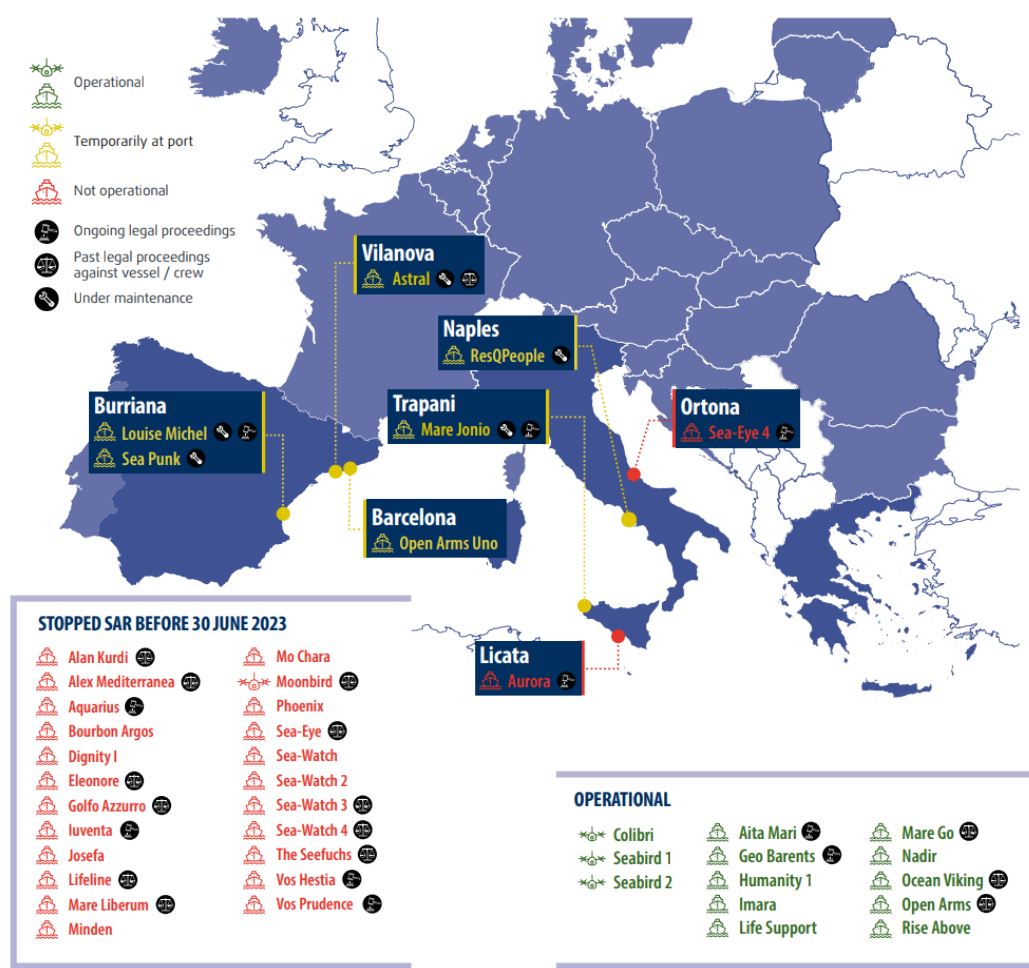 Operational
Temporarily at port
Not operational
Ongoing legal proceedings
Past legal proceedings
against vessel / crew
Under maintenance
Vilanova
Astral
Naples
ResQPeople
Burriana
Louise Michel
Sea Punk
Trapani
Mare Jonio
Ortona
Sea-Eye 4
Barcelona
Open Arms Uno
Licata
Aurora
STOPPED SAR BEFORE 30 JUNE 2023
Alan Kurdi
Alex Mediterranea
Aquarius
Bourbon Argos
Dignity I
Eleonore
Golfo Azzurro
Iuventa
Josefa
Lifeline
Mare Liberum
Minden
Mo Chara
Moonbird
Phoenix
Sea-Eye
Sea-Watch
Sea-Watch 2
Sea-Watch 3
Sea-Watch 4
The Seefuchs
Vos Hestia
Vos Prudence
OPERATIONAL
Colibri
Seabird 1
Seabird 2
Aita Mari
Geo Barents
Humanity 1
Imara
Life Support
Mare Go
Nadir
Ocean Viking
Open Arms
Rise Above